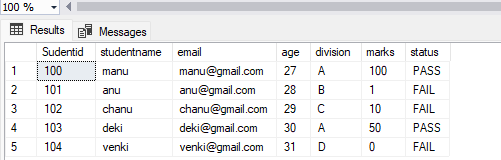 100 %
Results Messages
Sudentid studentname email age division marks status
1 100 manu manu@gmail.com 27 A 100 PASS
2 101 anu anu@gmail.com 28 B 1 FAIL
3 102 chanu chanu@gmail.com 29 C 10 FAIL
4 103 deki deki@gmail.com 30 A 50 PASS
5 104 venki venki@gmail.com 31 D 0 FAIL